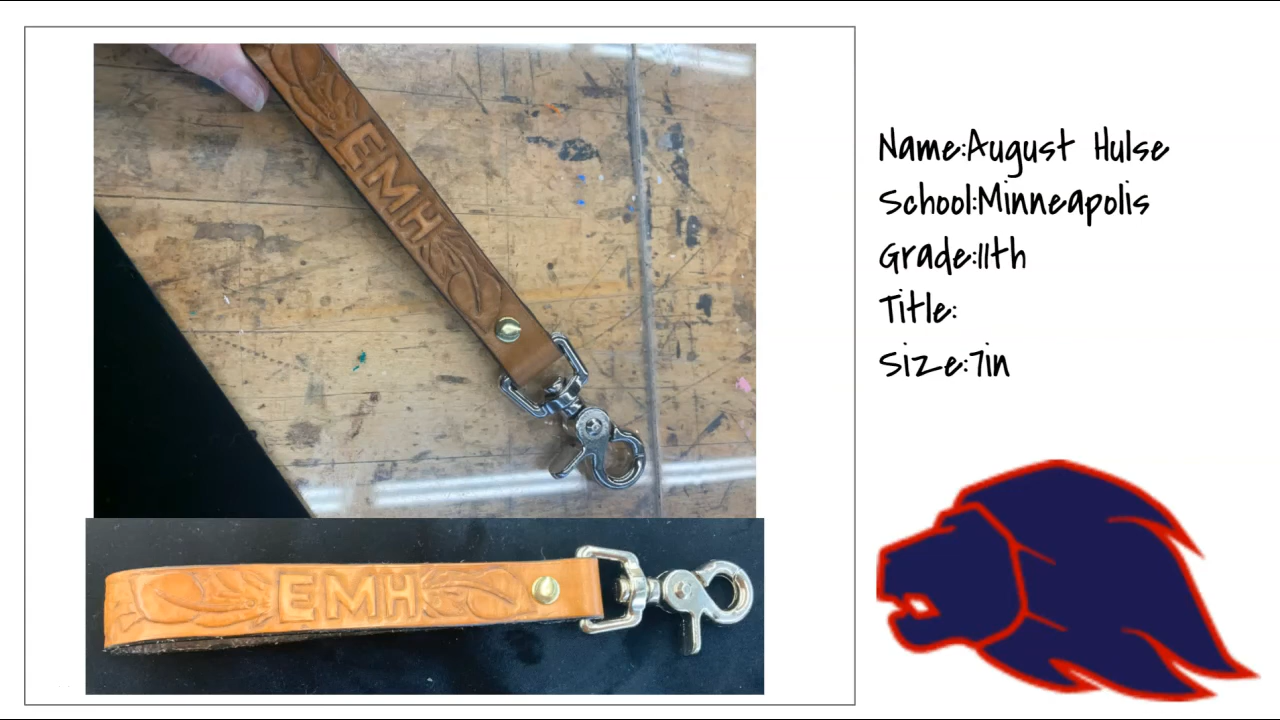 EMH
EMH
Name:August Hulse
School:Minneapolis
Grade:11th
Title:
Size:7in